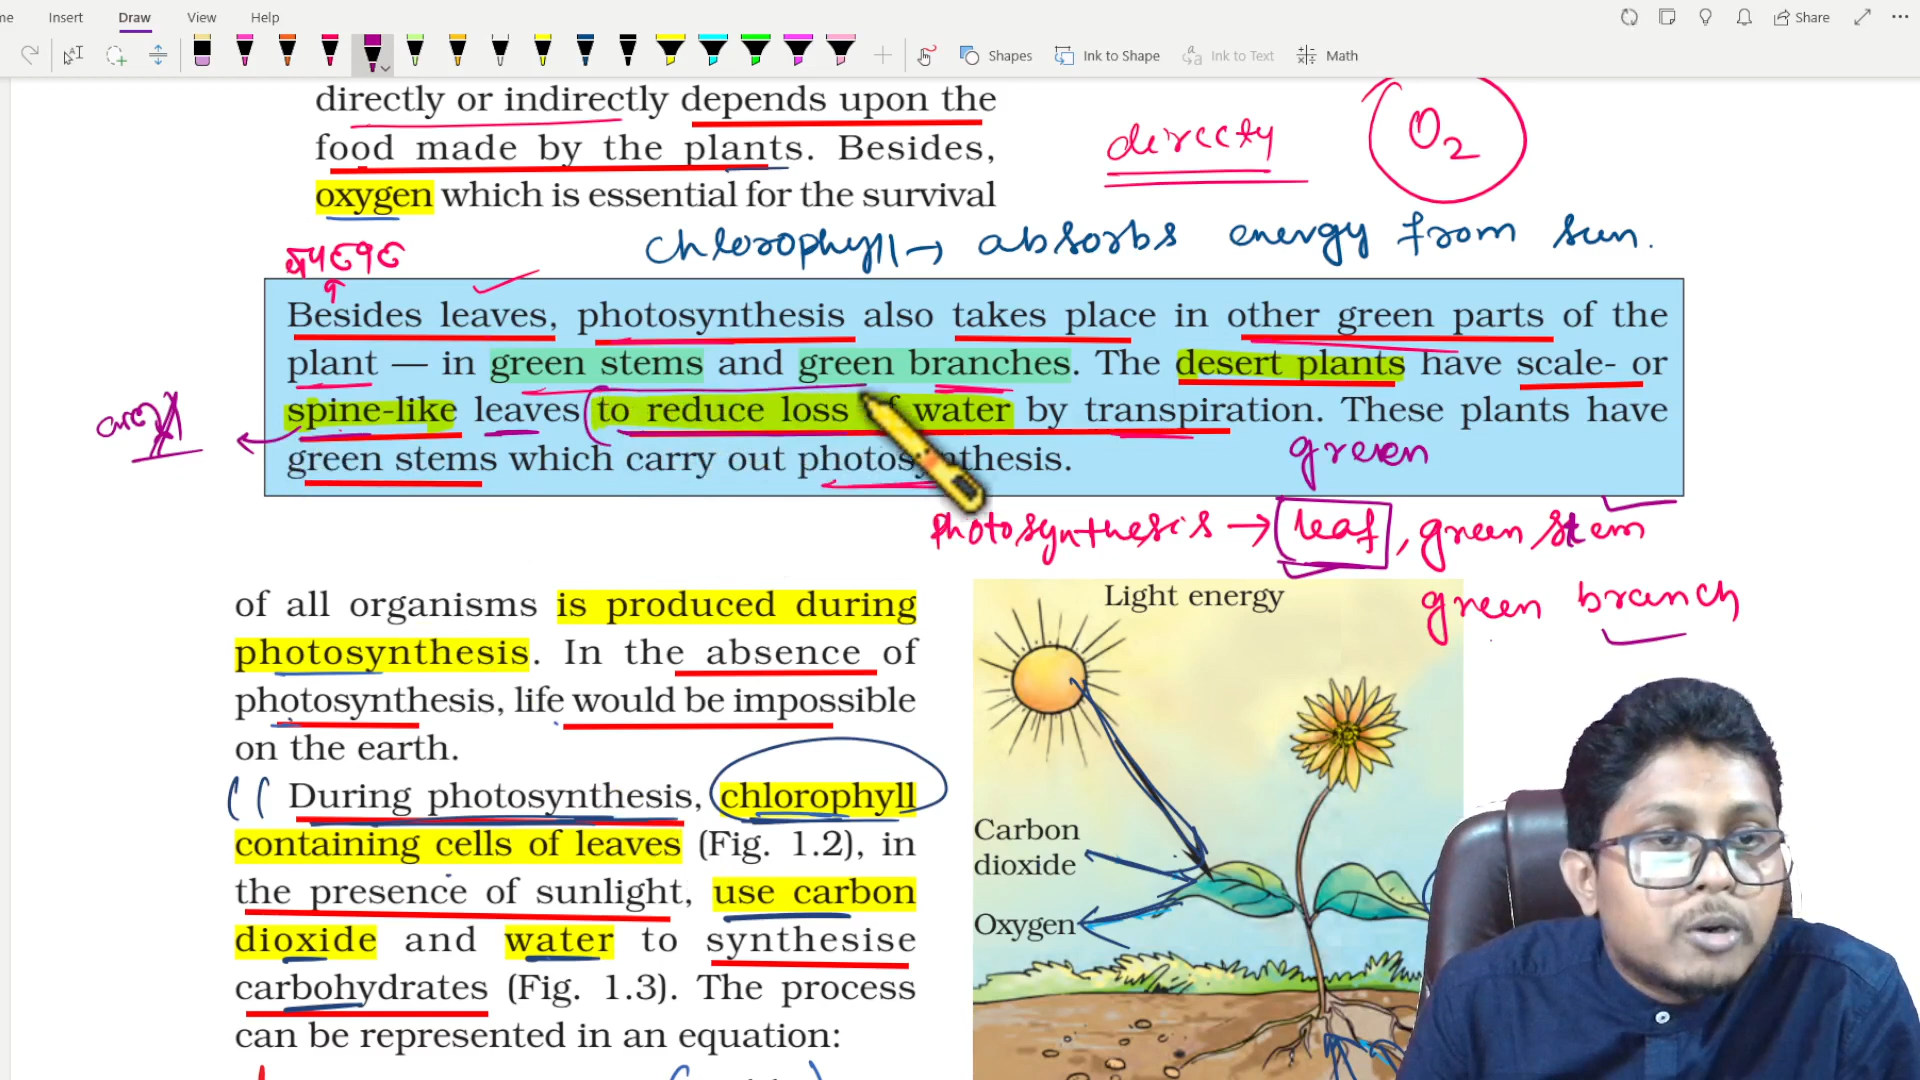 me Insert Draw View Help
Share
Shapes Ink to Shape Ink to Text Math
directly or indirectly depends upon the
food made by the plants. Besides,
oxygen which is essential for the survival
directy
O2
chlorophyll → absorbs energy from sun.
Besides leaves, photosynthesis also takes place in other green parts of the
plant — in green stems and green branches. The desert plants have scale- or
spine-like leaves to reduce loss of water by transpiration. These plants have
green stems which carry out photosynthesis.
green
Photosynthesis → leaf, green stem
green branch
of all organisms is produced during
photosynthesis. In the absence of
photosynthesis, life would be impossible
on the earth.
During photosynthesis, chlorophyll
containing cells of leaves (Fig. 1.2), in
the presence of sunlight, use carbon
dioxide and water to synthesise
carbohydrates (Fig. 1.3). The process
can be represented in an equation:
Light energy
Carbon
dioxide
Oxygen